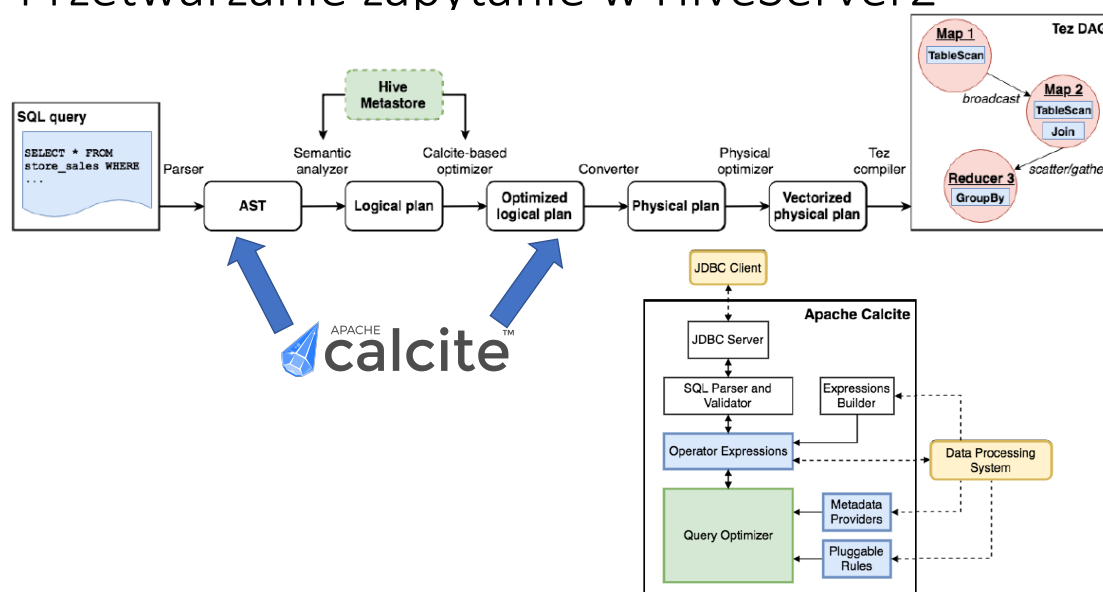 Przetwarzanie zapytanie w HiveServer2
SQL query
SELECT * FROM
store_sales WHERE
...
Parser
AST
Semantic
analyzer
Hive
Metastore
Logical plan
Calcite-based
optimizer
Optimized
logical plan
Converter
Physical plan
Physical
optimizer
Vectorized
physical plan
Tez
compiler
Tez DAG
Map 1
TableScan
broadcast
Map 2
TableScan
Join
scatter/gathe
Reducer 3
GroupBy
APACHE
calcite™
JDBC Client
Apache Calcite
JDBC Server
SQL Parser and
Validator
Expressions
Builder
Operator Expressions
Data Processing
System
Query Optimizer
Metadata
Providers
Pluggable
Rules